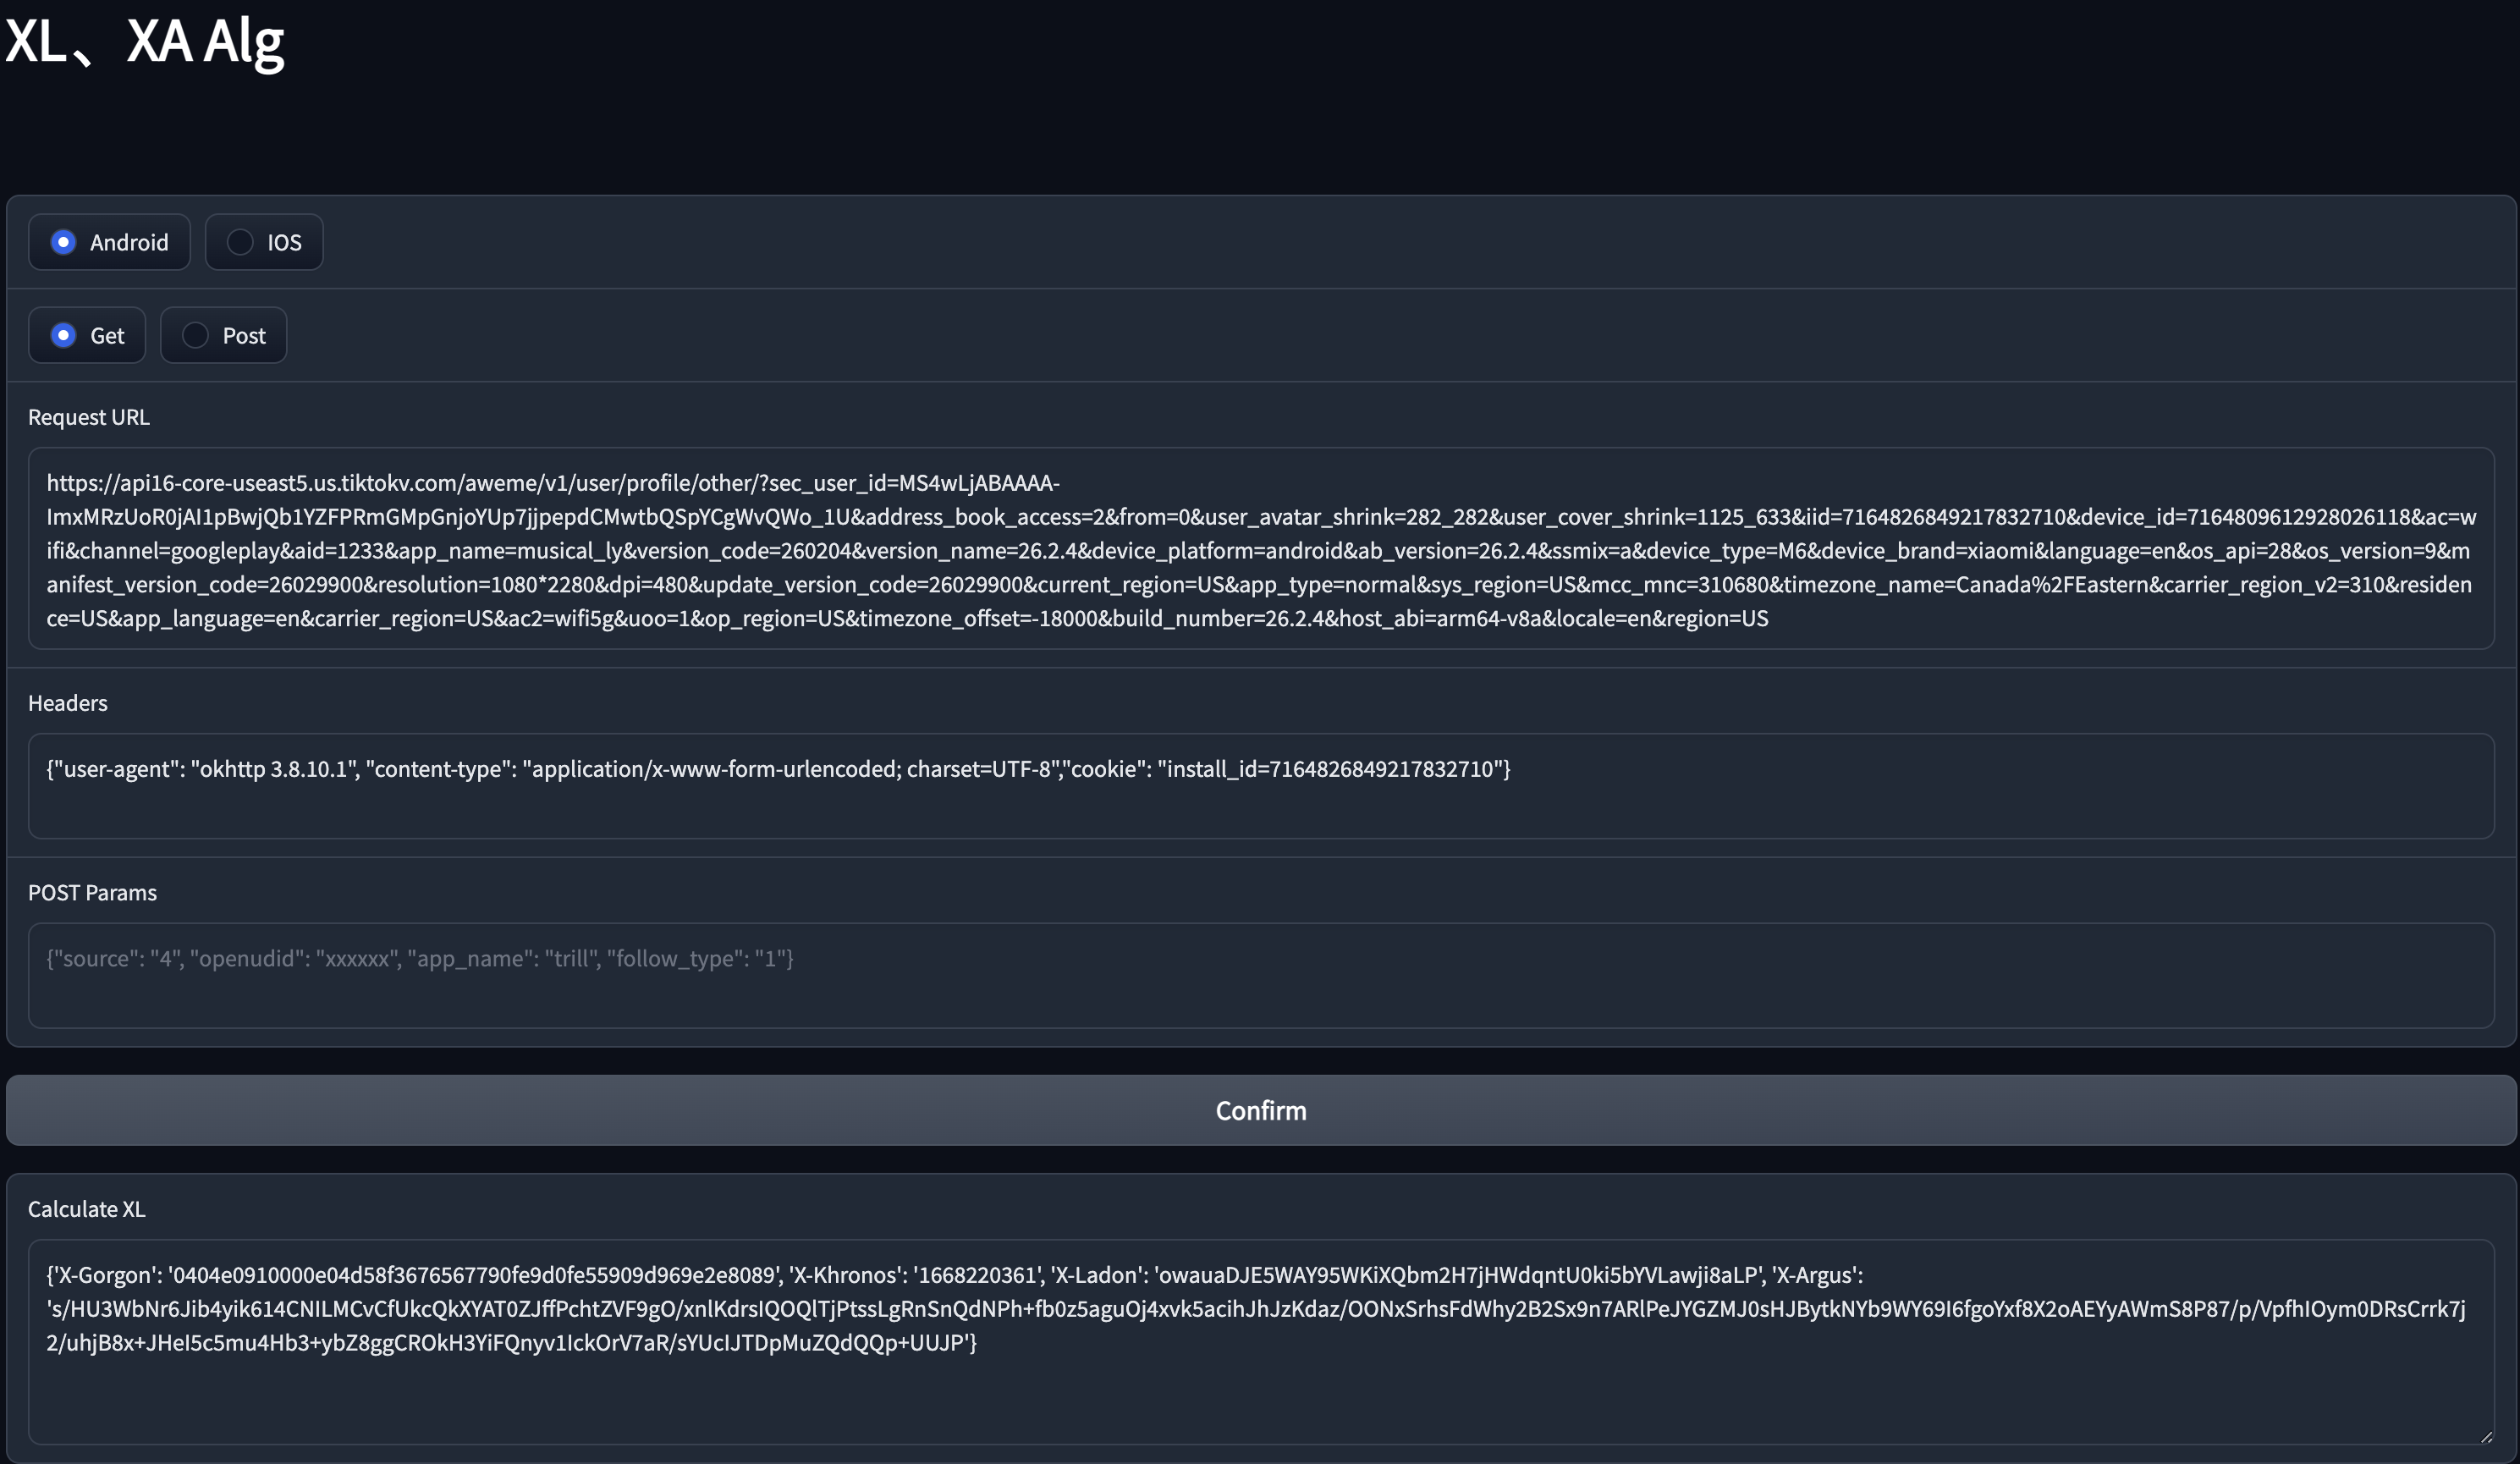 XL、XA Alg
Android
IOS
Get
Post
Request URL
https://api16-core-useast5.us.tiktokv.com/aweme/v1/user/profile/other/?sec_user_id=MS4wLjABAAAA-
ImxMRzUoR0jAI1pBwjQb1YZFPRmGMpGnjoYUp7jjpepdCMwtbQSpYCgWvQWo_1U&address_book_access=2&from=0&user_avatar_shrink=282_282&user_cover_shrink=1125_633&iid=7164826849217832710&device_id=7164809612928026118&ac=w
ifi&channel=googleplay&aid=1233&app_name=musical_ly&version_code=260204&version_name=26.2.4&device_platform=android&ab_version=26.2.4&ssmix=a&device_type=M6&device_brand=xiaomi&language=en&os_api=28&os_version=9&m
anifest_version_code=26029900&resolution=1080*2280&dpi=480&update_version_code=26029900&current_region=US&app_type=normal&sys_region=US&mcc_mnc=310680&timezone_name=Canada%2FEastern&carrier_region_v2=310&residen
ce=US&app_language=en&carrier_region=US&ac2=wifi5g&uoo=1&op_region=US&timezone_offset=-18000&build_number=26.2.4&host_abi=arm64-v8a&locale=en&region=US
Headers
{"user-agent": "okhttp 3.8.10.1", "content-type": "application/x-www-form-urlencoded; charset=UTF-8","cookie": "install_id=7164826849217832710"}
POST Params
{"source": "4", "openudid": "xxxxxx", "app_name": "trill", "follow_type": "1"}
Confirm
Calculate XL
{'X-Gorgon': '0404e0910000e04d58f3676567790fe9d0fe55909d969e2e8089', 'X-Khronos': '1668220361', 'X-Ladon': 'owauaDJE5WAY95WKiXQbm2H7jHWdqntU0ki5bYVLawji8aLP', 'X-Argus':
's/HU3WbNr6Jib4yik614CNILMCvCfUkcQkXYAT0ZJffPchtZVF9gO/xnlKdrsIQOQlTjPtssLgRnSnQdNPh+fb0z5aguOj4xvk5acihJhJzKdaz/OONxSrhsFdWhy2B2Sx9n7ARlPeJYGZMJ0sHJBytkNYb9WY69I6fgoYxf8X2oAEYyAWmS8P87/p/VpfhIOym0DRsCrrk7j
2/uhjB8x+JHeI5c5mu4Hb3+ybZ8ggCROkH3YiFQnyv1IckOrV7aR/sYUcIJTDpMuZQdQQp+UUJP'}